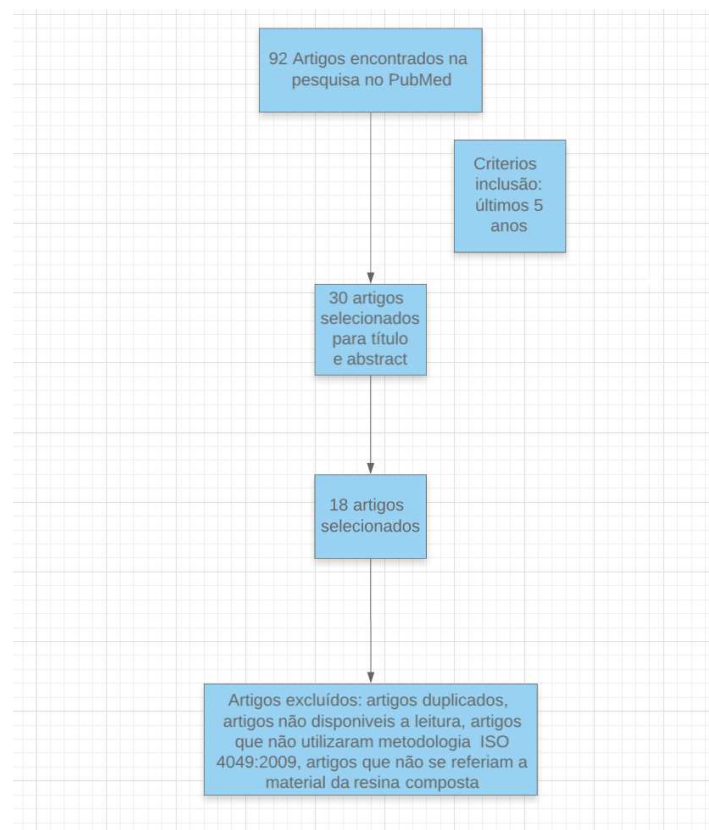 92 Artigos encontrados na
pesquisa no PubMed
Criterios
inclusão:
últimos 5
anos
30 artigos
selecionados
para título
e abstract
18 artigos
selecionados
Artigos excluídos: artigos duplicados,
artigos não disponiveis a leitura, artigos
que não utilizaram metodologia ISO
4049:2009, artigos que não se referiam a
material da resina composta